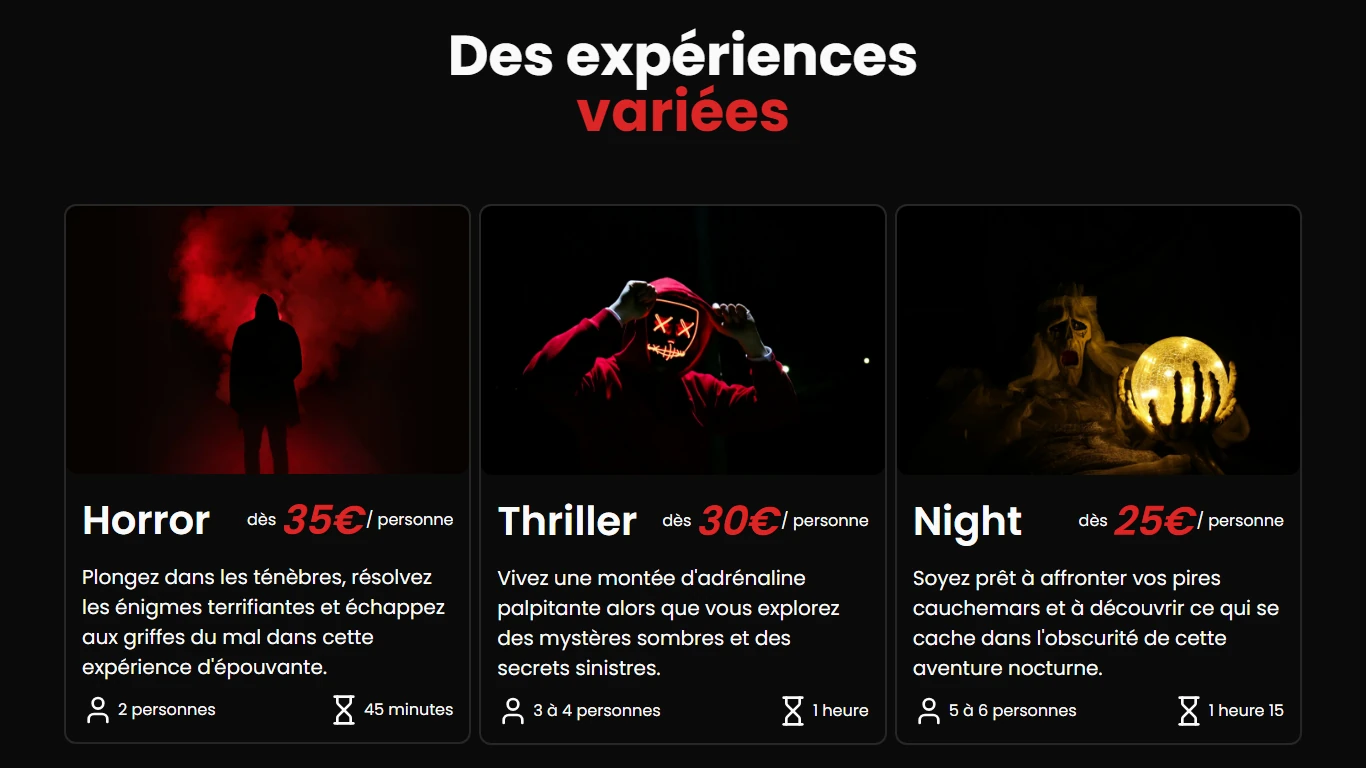 Des expériences
variées
Horror dès 35€ / personne
Plongez dans les ténèbres, résolvez
les énigmes terrifiantes et échappez
aux griffes du mal dans cette
expérience d'épouvante.
2 personnes 45 minutes
Thriller dès 30€ / personne
Vivez une montée d'adrénaline
palpitante alors que vous explorez
des mystères sombres et des
secrets sinistres.
3 à 4 personnes 1 heure
Night dès 25€ / personne
Soyez prêt à affronter vos pires
cauchemars et à découvrir ce qui se
cache dans l'obscurité de cette
aventure nocturne.
5 à 6 personnes 1 heure 15